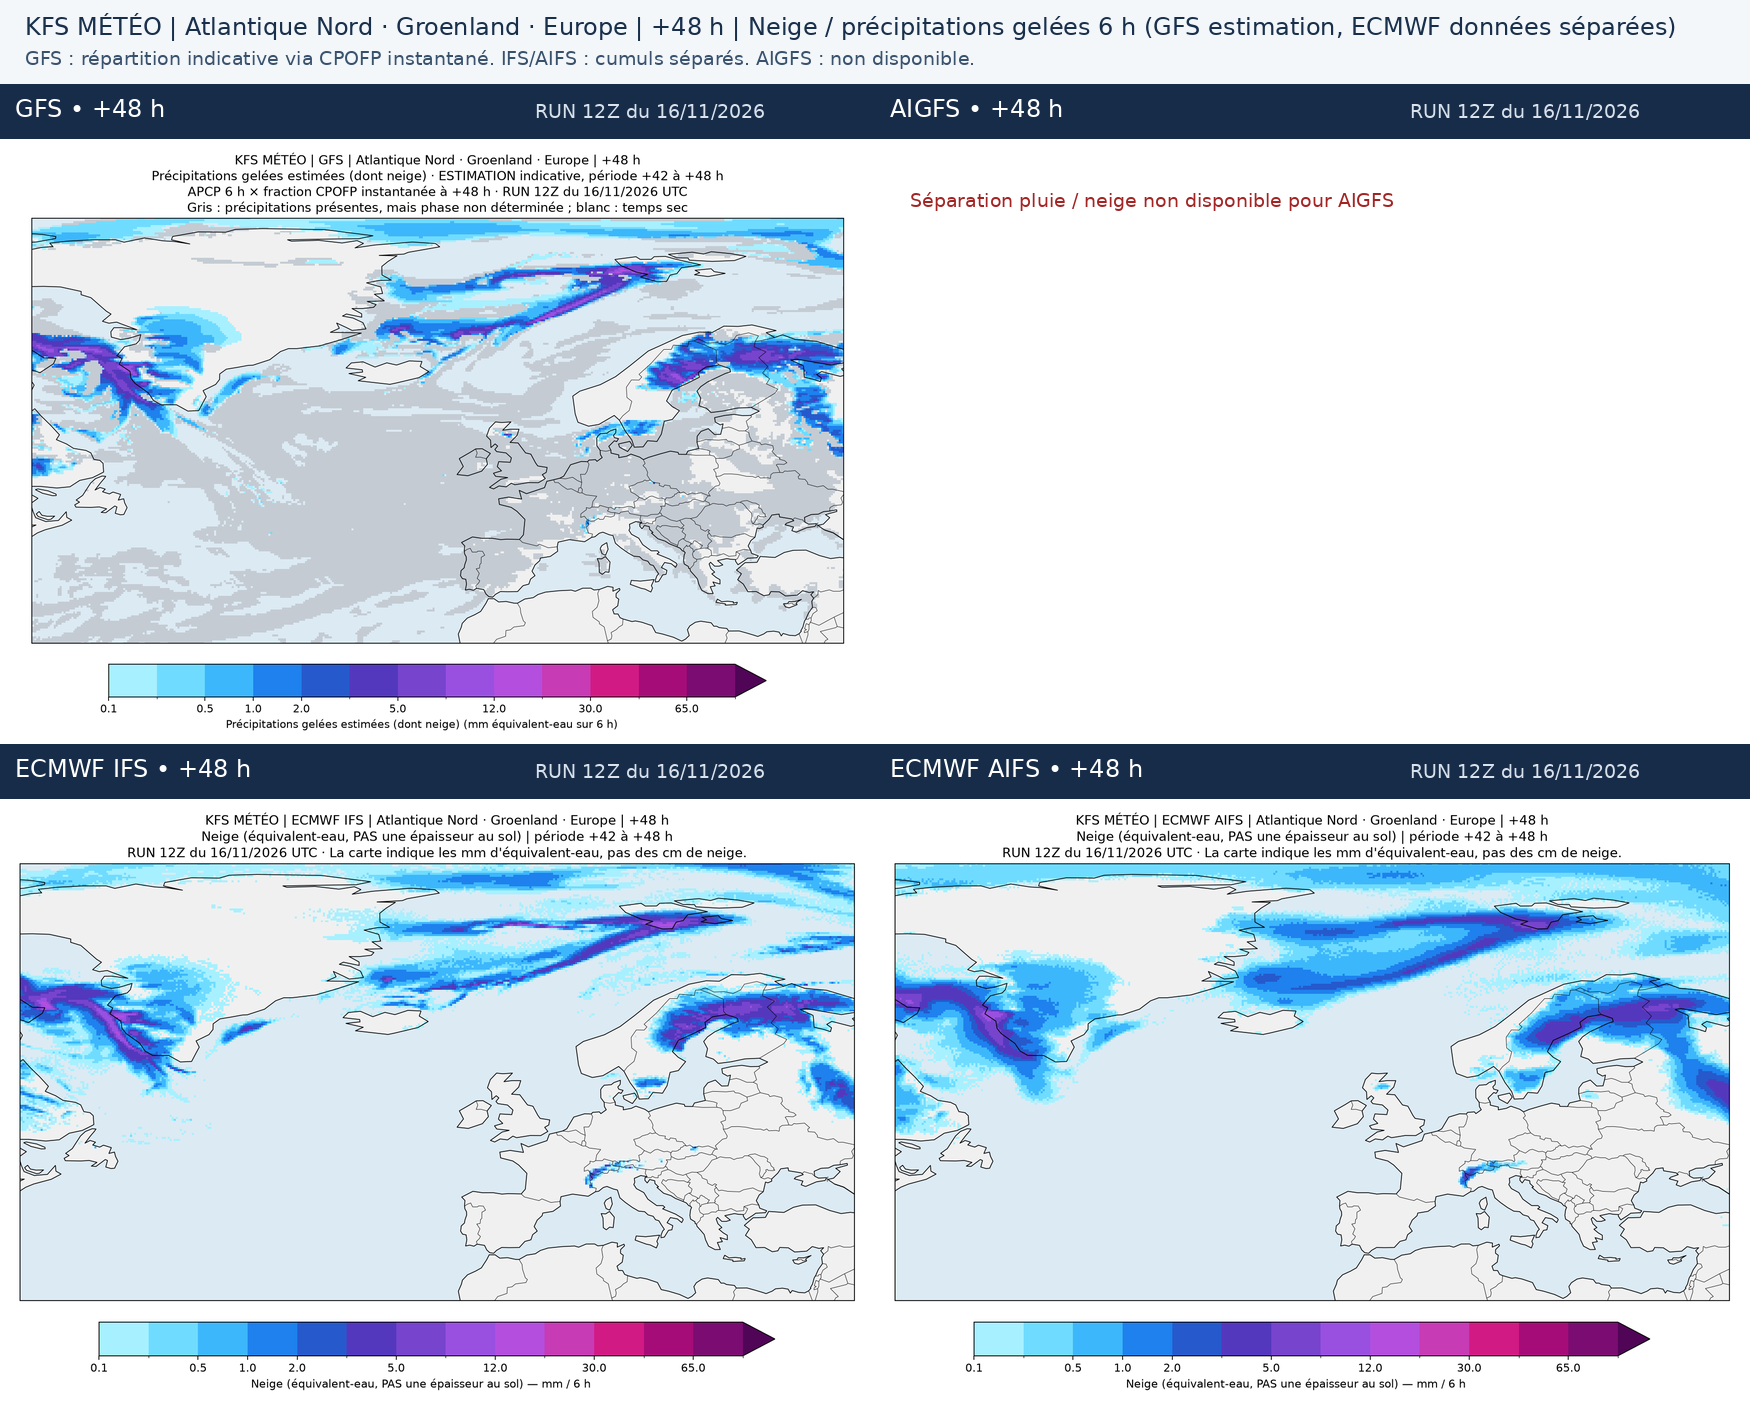 KFS MÉTÉO | Atlantique Nord · Groenland · Europe | +48 h | Neige / précipitations gelées 6 h (GFS estimation, ECMWF données séparées)
GFS : répartition indicative via CPOFP instantané. IFS/AIFS : cumuls séparés. AIGFS : non disponible.
GFS • +48 h
RUN 12Z du 16/11/2026
AIGFS • +48 h
RUN 12Z du 16/11/2026
KFS MÉTÉO | GFS | Atlantique Nord · Groenland · Europe | +48 h
Précipitations gelées estimées (dont neige) · ESTIMATION indicative, période +42 à +48 h
APCP 6 h × fraction CPOFP instantanée à +48 h · RUN 12Z du 16/11/2026 UTC
Gris : précipitations présentes, mais phase non déterminée ; blanc : temps sec
Séparation pluie / neige non disponible pour AIGFS
0.1 0.5 1.0 2.0 5.0 12.0 30.0 65.0
Précipitations gelées estimées (dont neige) (mm équivalent-eau sur 6 h)
ECMWF IFS • +48 h
RUN 12Z du 16/11/2026
ECMWF AIFS • +48 h
RUN 12Z du 16/11/2026
KFS MÉTÉO | ECMWF IFS | Atlantique Nord · Groenland · Europe | +48 h
Neige (équivalent-eau, PAS une épaisseur au sol) | période +42 à +48 h
RUN 12Z du 16/11/2026 UTC · La carte indique les mm d'équivalent-eau, pas des cm de neige.
KFS MÉTÉO | ECMWF AIFS | Atlantique Nord · Groenland · Europe | +48 h
Neige (équivalent-eau, PAS une épaisseur au sol) | période +42 à +48 h
RUN 12Z du 16/11/2026 UTC · La carte indique les mm d'équivalent-eau, pas des cm de neige.
0.1 0.5 1.0 2.0 5.0 12.0 30.0 65.0
Neige (équivalent-eau, PAS une épaisseur au sol) — mm / 6 h
0.1 0.5 1.0 2.0 5.0 12.0 30.0 65.0
Neige (équivalent-eau, PAS une épaisseur au sol) — mm / 6 h